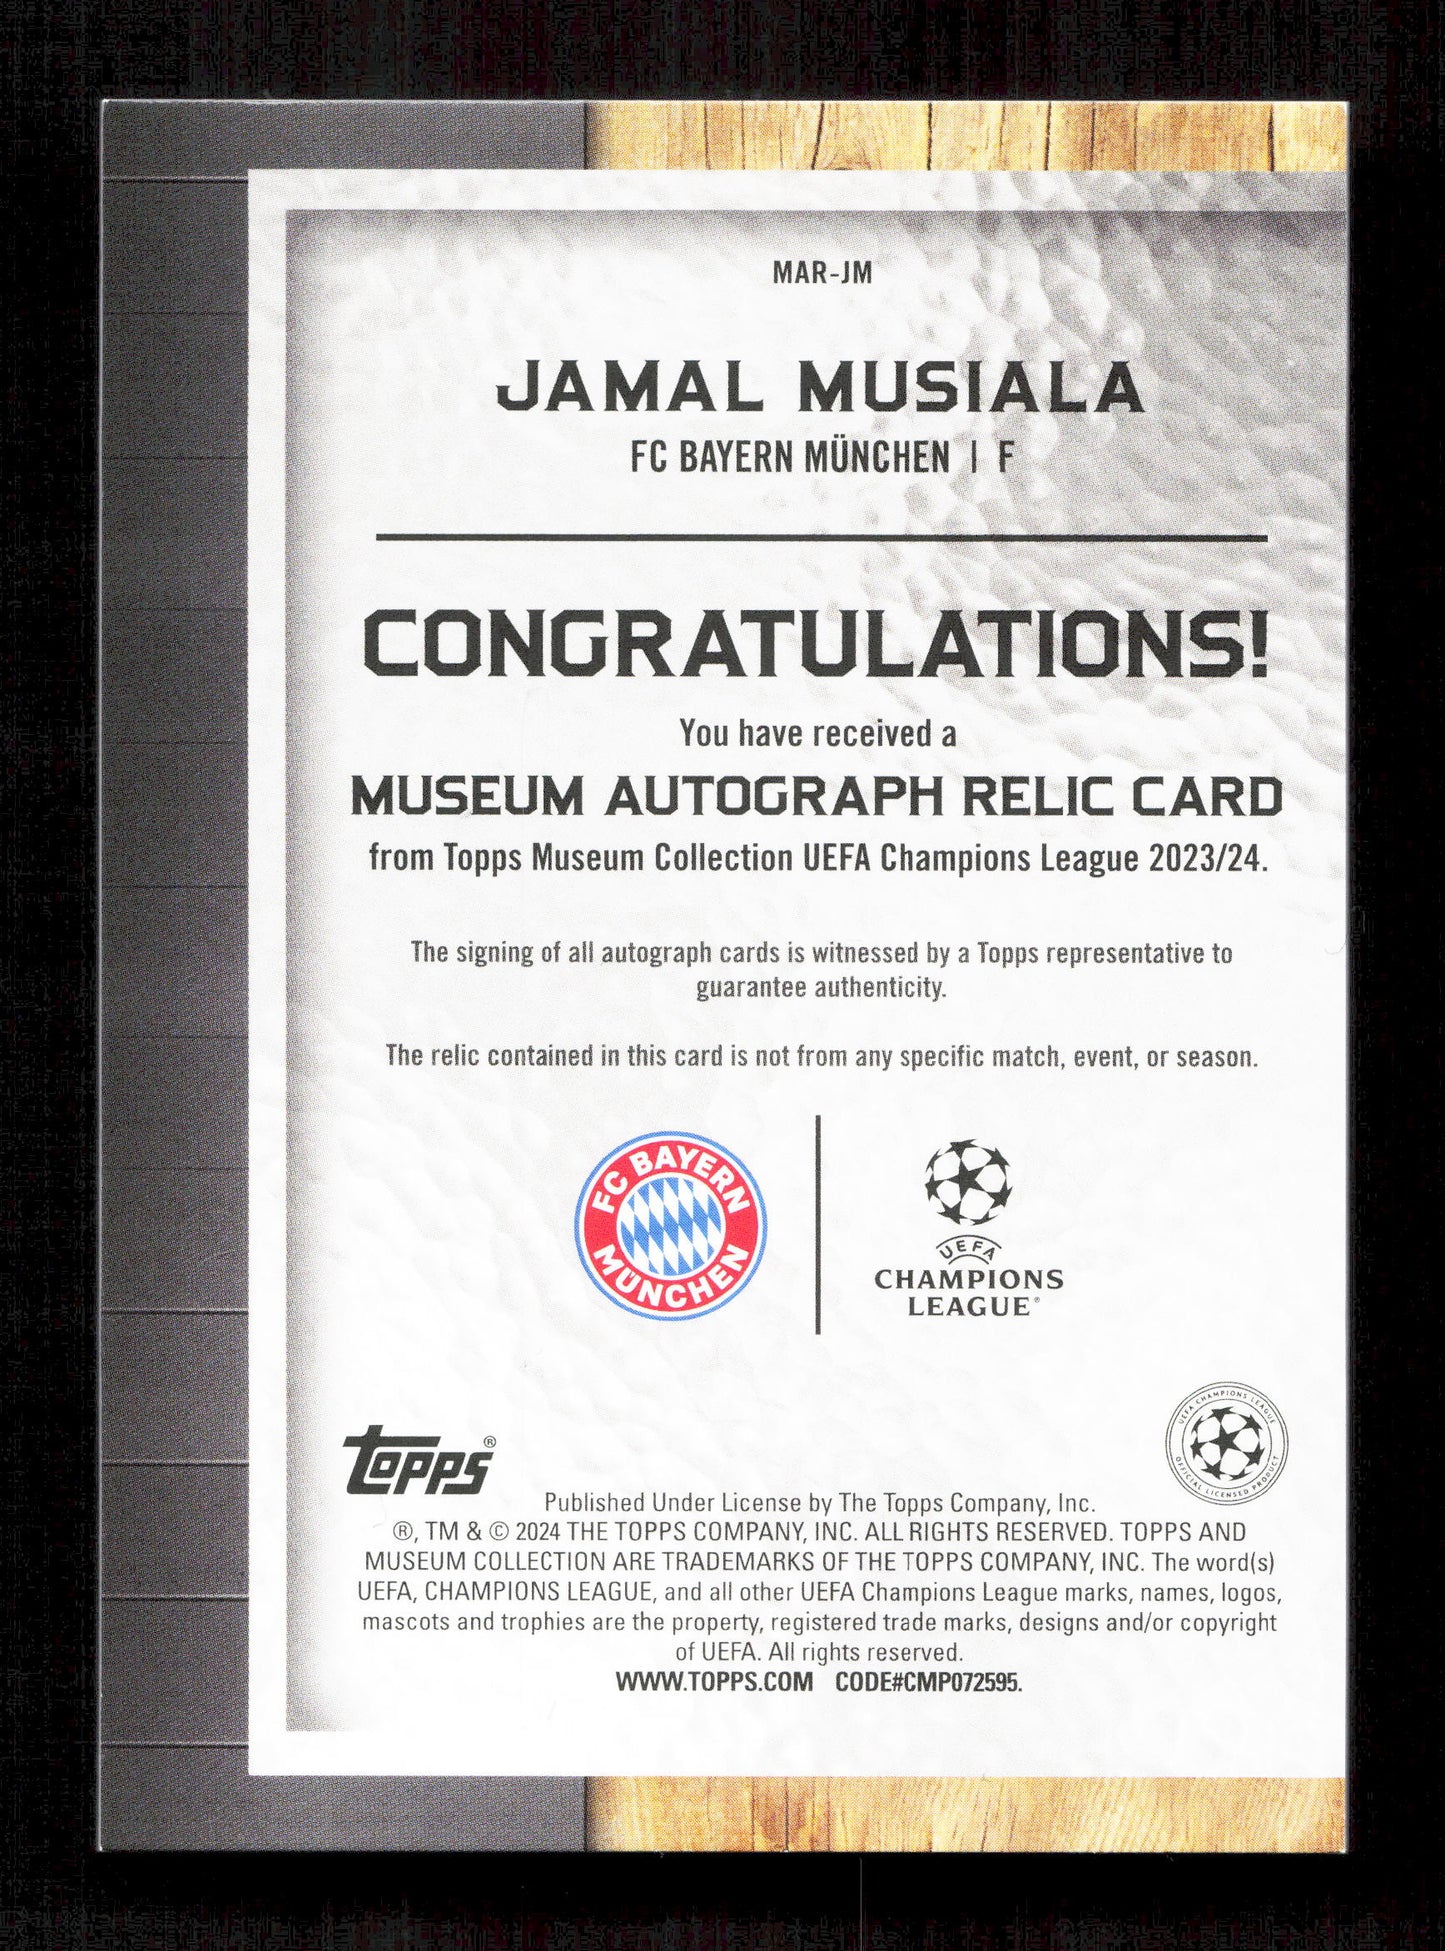 MAR-JM
JAMAL MUSIALA
FC BAYERN MÜNCHEN | F
CONGRATULATIONS!
You have received a
MUSEUM AUTOGRAPH RELIC CARD
from Topps Museum Collection UEFA Champions League 2023/24.
The signing of all autograph cards is witnessed by a Topps representative to
guarantee authenticity.
The relic contained in this card is not from any specific match, event, or season.
FC BAYERN
MÜNCHEN
UEFA
CHAMPIONS
LEAGUE®
UEFA CHAMPIONS LEAGUE
OFFICIAL LICENSED PRODUCT
topps®
Published Under License by The Topps Company, Inc.
®, TM & © 2024 THE TOPPS COMPANY, INC. ALL RIGHTS RESERVED. TOPPS AND
MUSEUM COLLECTION ARE TRADEMARKS OF THE TOPPS COMPANY, INC. The word(s)
UEFA, CHAMPIONS LEAGUE, and all other UEFA Champions League marks, names, logos,
mascots and trophies are the property, registered trade marks, designs and/or copyright
of UEFA. All rights reserved.
WWW.TOPPS.COM CODE#CMP072595.